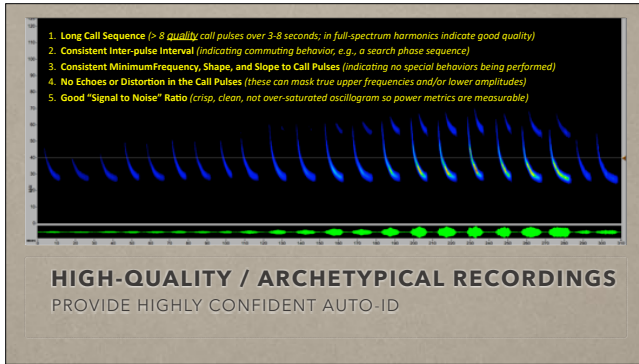 1. Long Call Sequence (> 8 quality call pulses over 3-8 seconds; in full-spectrum harmonics indicate good quality)
2. Consistent Inter-pulse Interval (indicating commuting behavior, e.g., a search phase sequence)
3. Consistent MinimumFrequency, Shape, and Slope to Call Pulses (indicating no special behaviors being performed)
4. No Echoes or Distortion in the Call Pulses (these can mask true upper frequencies and/or lower amplitudes)
5. Good "Signal to Noise" Ratio (crisp, clean, not over-saturated oscillogram so power metrics are measurable)
HIGH-QUALITY / ARCHETYPICAL RECORDINGS
PROVIDE HIGHLY CONFIDENT AUTO-ID